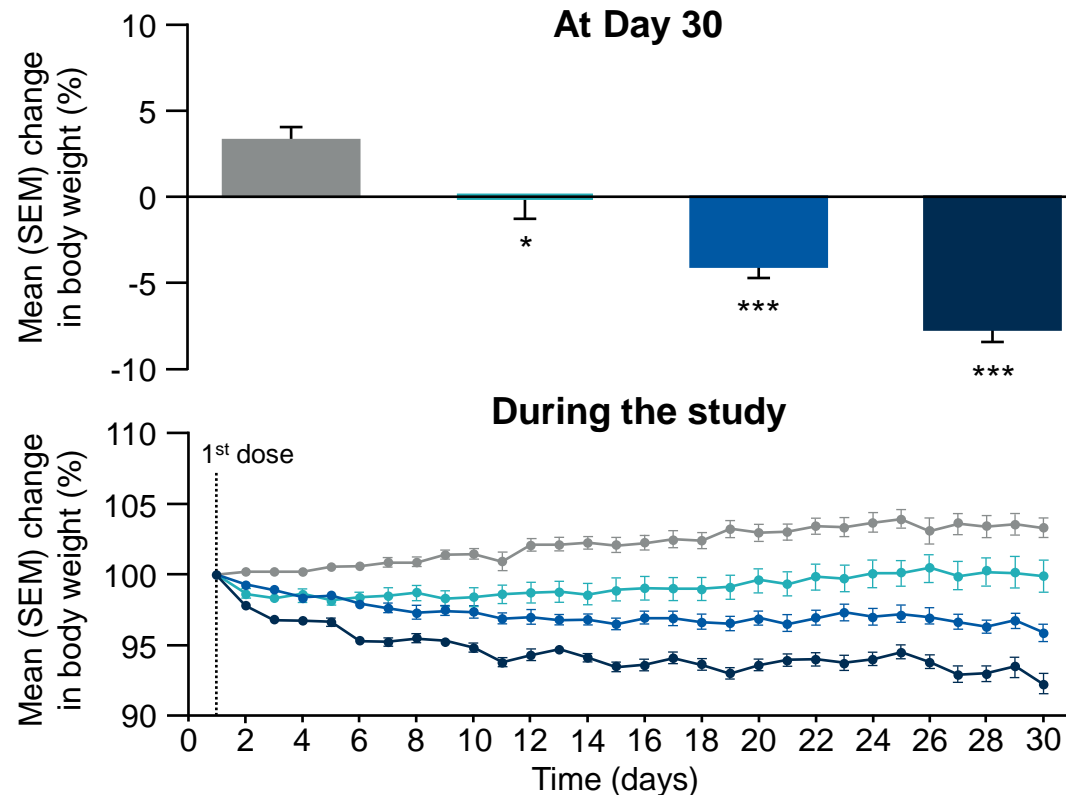 At Day 30
Mean (SEM) change
in body weight (%)
10
5
0
-5
-10
*
***
***
During the study
Mean (SEM) change
in body weight (%)
110
105
100
95
90
1st dose
0 2 4 6 8 10 12 14 16 18 20 22 24 26 28 30
Time (days)